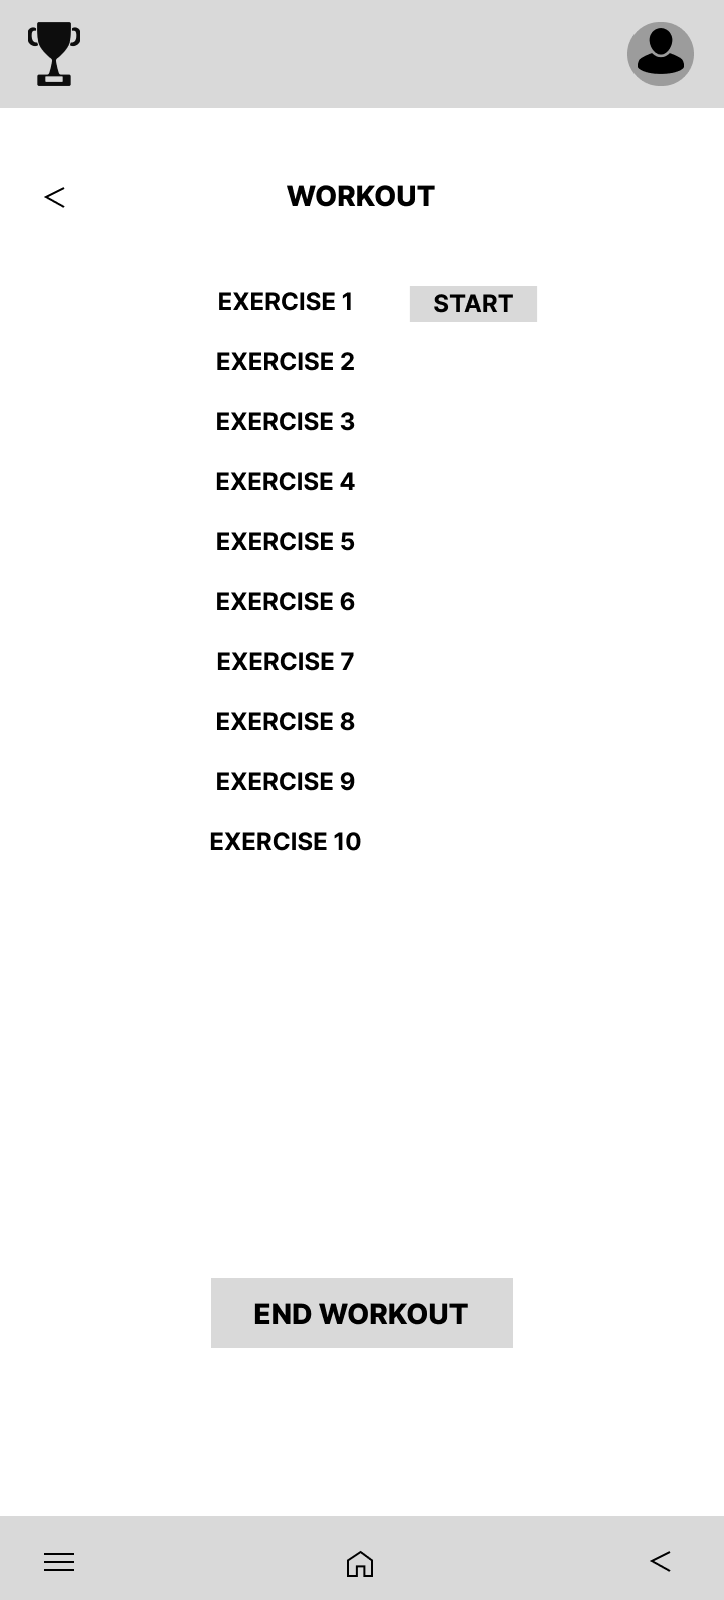 WORKOUT
EXERCISE 1 START
EXERCISE 2
EXERCISE 3
EXERCISE 4
EXERCISE 5
EXERCISE 6
EXERCISE 7
EXERCISE 8
EXERCISE 9
EXERCISE 10
END WORKOUT